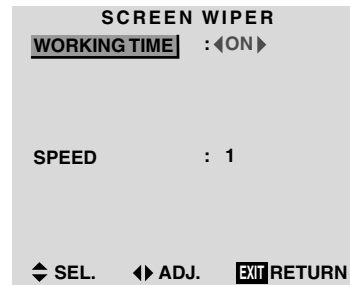 SCREEN WIPER
WORKING TIME : ◀ON▶
SPEED : 1
SEL. ADJ. EXIT RETURN